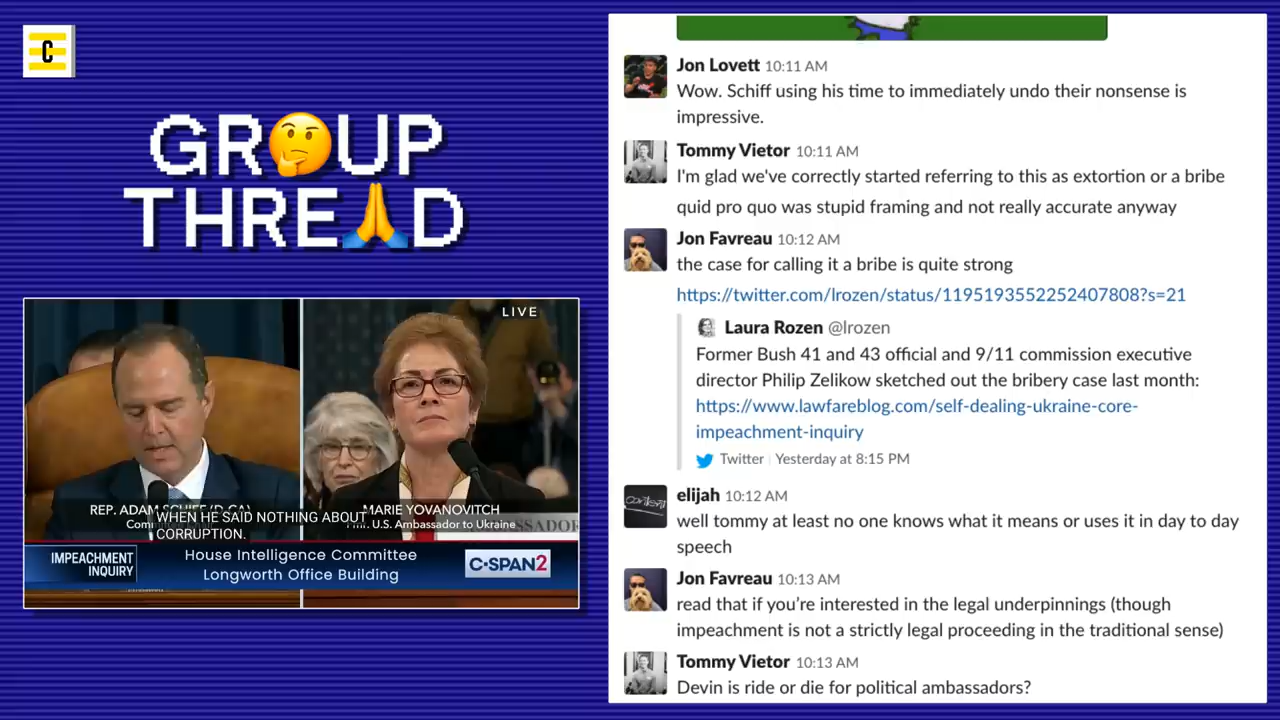 C
GR UP
THRE D
LIVE
REP. ADAM SCHIFF (D-CA)
WHEN HE SAID NOTHING ABOUT
CORRUPTION.
MARIE YOVANOVITCH
U.S. Ambassador to Ukraine
IMPEACHMENT
INQUIRY
House Intelligence Committee
Longworth Office Building
C-SPAN2
Jon Lovett 10:11 AM
Wow. Schiff using his time to immediately undo their nonsense is
impressive.
Tommy Vietor 10:11 AM
I'm glad we've correctly started referring to this as extortion or a bribe
quid pro quo was stupid framing and not really accurate anyway
Jon Favreau 10:12 AM
the case for calling it a bribe is quite strong
https://twitter.com/lrozen/status/1195193552252407808?s=21
Laura Rozen @lrozen
Former Bush 41 and 43 official and 9/11 commission executive
director Philip Zelikow sketched out the bribery case last month:
https://www.lawfareblog.com/self-dealing-ukraine-core-
impeachment-inquiry
Twitter | Yesterday at 8:15 PM
elijah 10:12 AM
well tommy at least no one knows what it means or uses it in day to day
speech
Jon Favreau 10:13 AM
read that if you're interested in the legal underpinnings (though
impeachment is not a strictly legal proceeding in the traditional sense)
Tommy Vietor 10:13 AM
Devin is ride or die for political ambassadors?